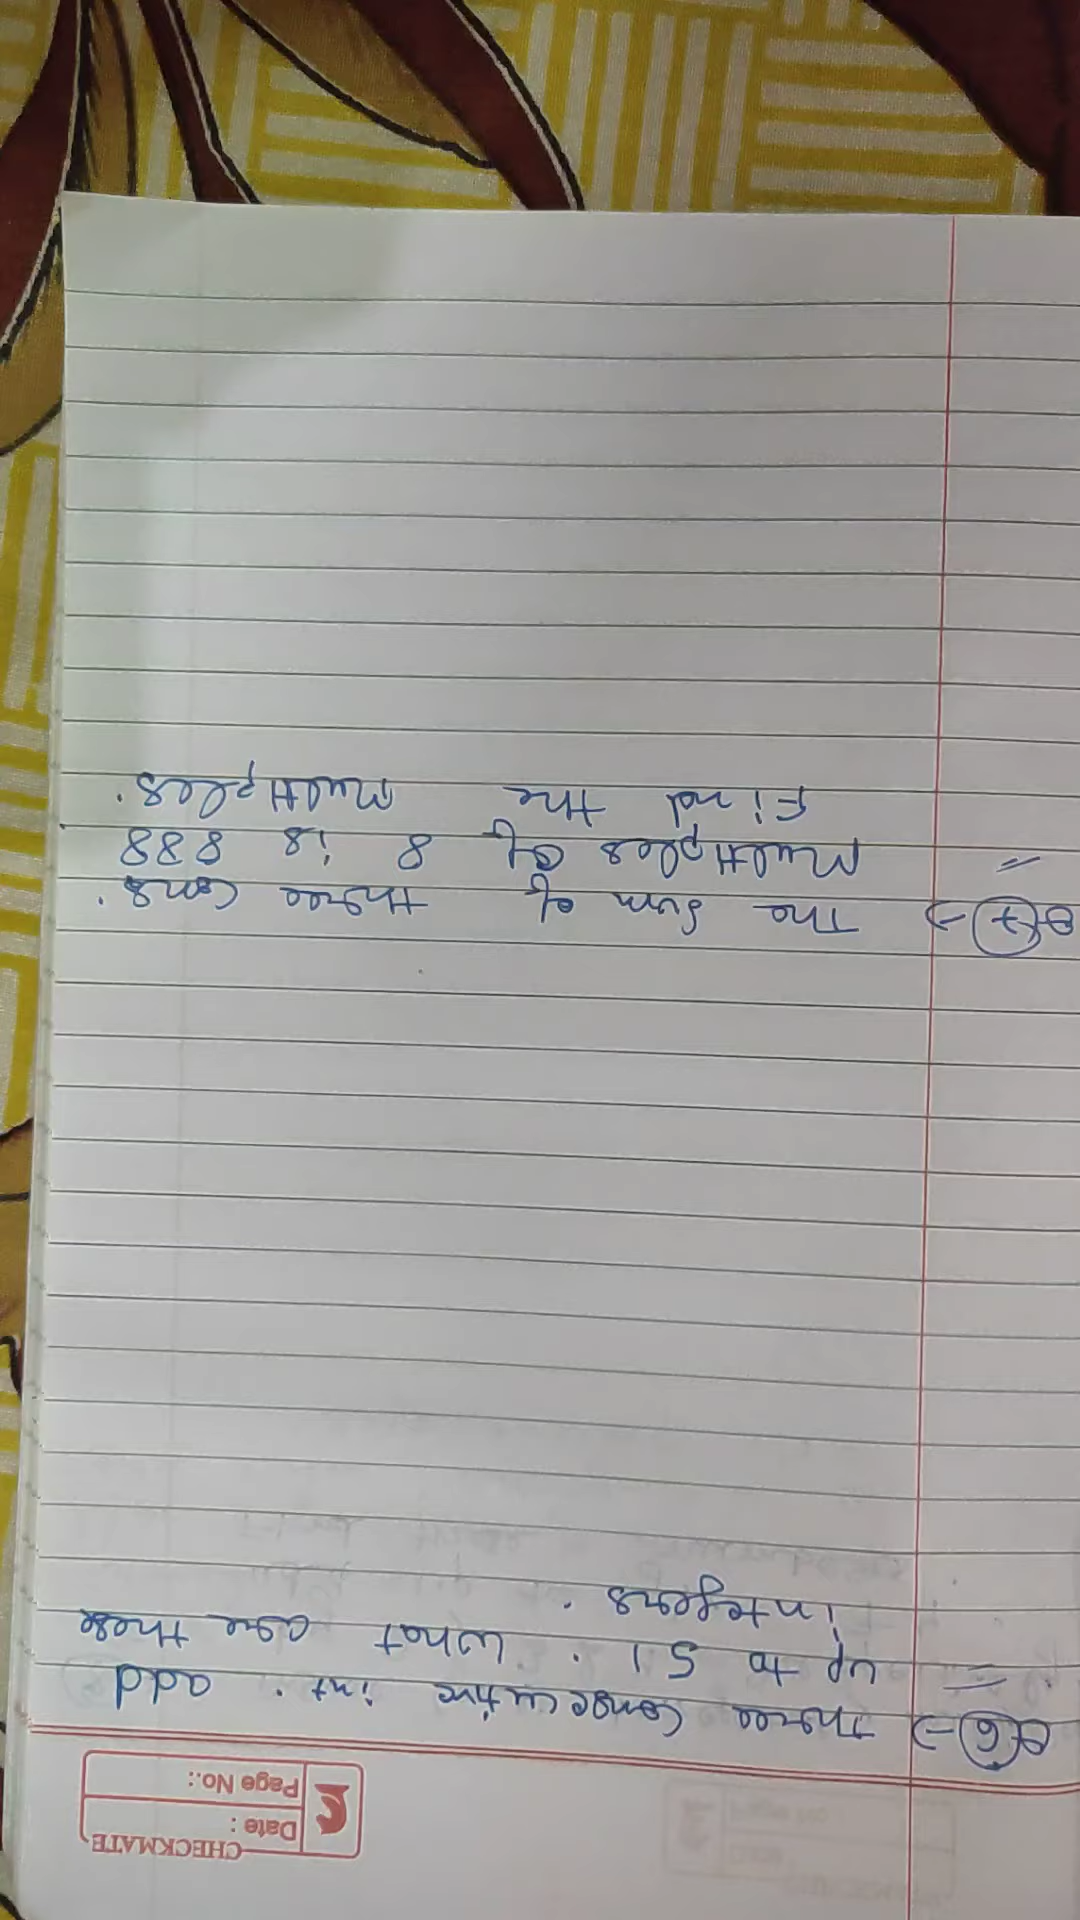 CHECKMATE
Date :
Page No.:
Q6 → Three Consecutive int. add
= up to 51. What are these
integers.
Q7 → The Sum of three Cons.
= Multiples of 8 is 888
Find the Multiples.